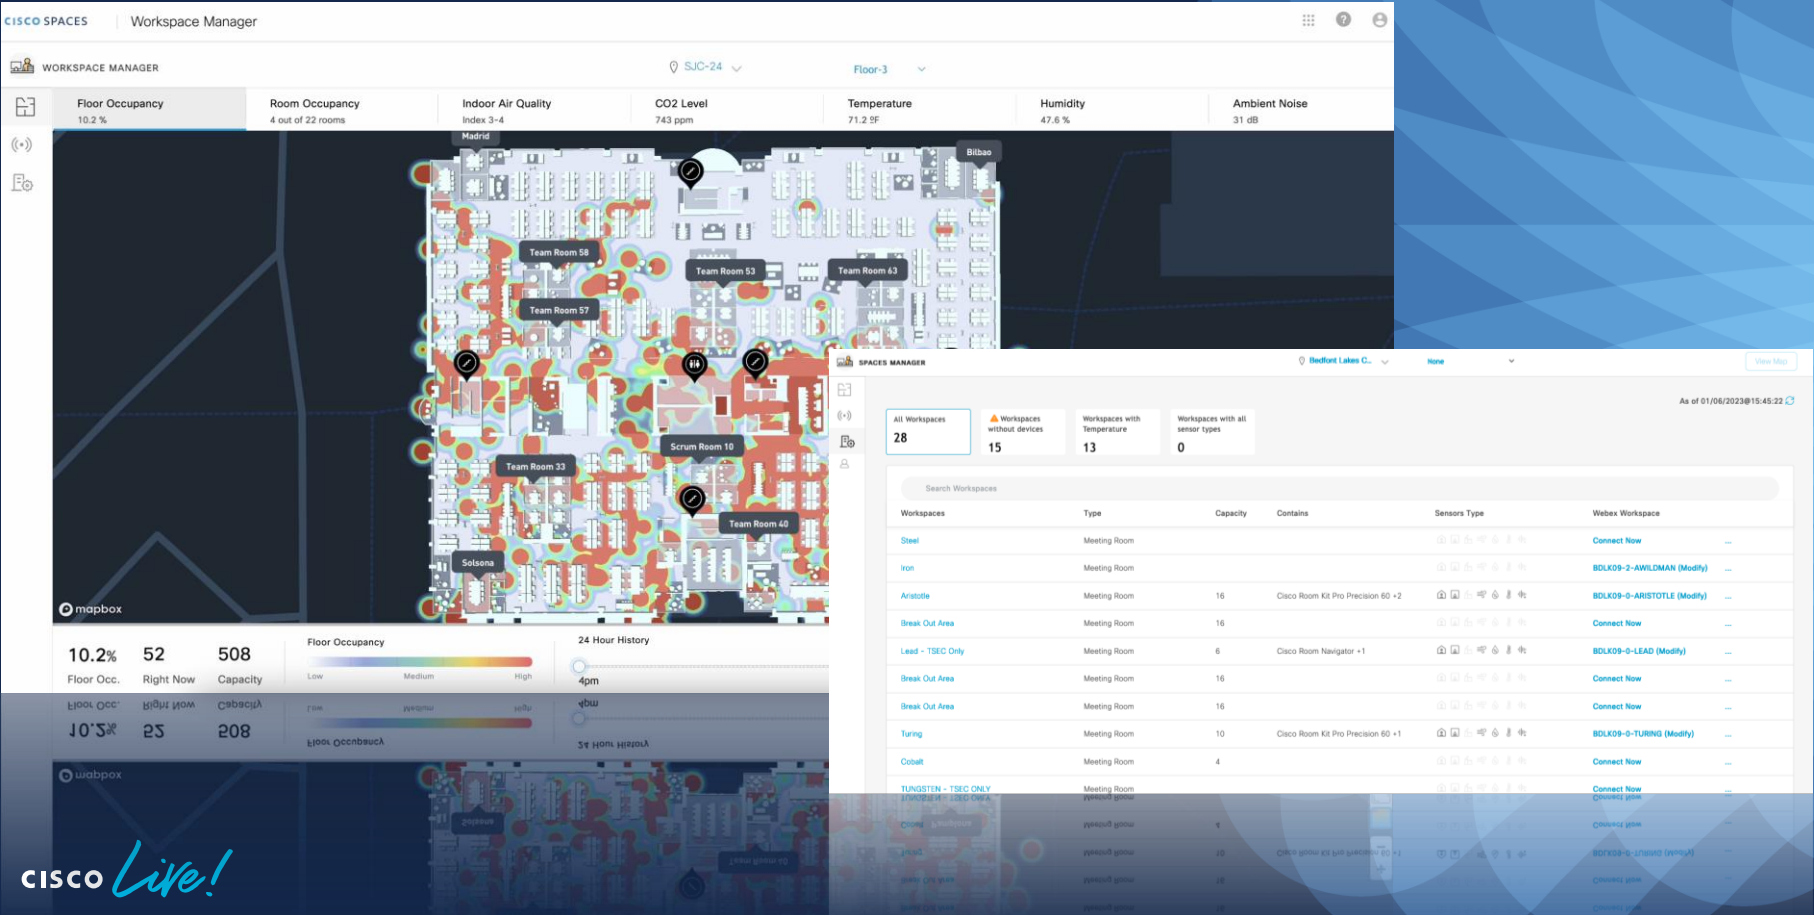 CISCO SPACES
Workspace Manager
WORKSPACE MANAGER
SJC-24
Floor-3
Floor Occupancy
10.2 %
Room Occupancy
4 out of 22 rooms
Indoor Air Quality
Index 3-4
CO2 Level
743 ppm
Temperature
71.2 ºF
Humidity
47.6 %
Ambient Noise
31 dB
Madrid
Bilbao
Team Room 58
Team Room 53
Team Room 63
Team Room 57
Scrum Room 10
Team Room 33
Team Room 40
Solsona
mapbox
10.2%
Floor Occ.
52
Right Now
508
Capacity
Floor Occupancy
Low Medium High
24 Hour History
4pm
SPACES MANAGER
Bedfont Lakes C...
None
View Map
As of 01/06/2023@15:45:22
All Workspaces
28
Workspaces
without devices
15
Workspaces with
Temperature
13
Workspaces with all
sensor types
0
Search Workspaces
Workspaces Type Capacity Contains Sensors Type Webex Workspace
Steel Meeting Room Connect Now ...
Iron Meeting Room BDLK09-2-AWILDMAN (Modify) ...
Aristotle Meeting Room 16 Cisco Room Kit Pro Precision 60 +2 BDLK09-0-ARISTOTLE (Modify) ...
Break Out Area Meeting Room 16 Connect Now ...
Lead - TSEC Only Meeting Room 6 Cisco Room Navigator +1 BDLK09-0-LEAD (Modify) ...
Break Out Area Meeting Room 16 Connect Now ...
Break Out Area Meeting Room 16 Connect Now ...
Turing Meeting Room 10 Cisco Room Kit Pro Precision 60 +1 BDLK09-0-TURING (Modify) ...
Cobalt Meeting Room 4 Connect Now ...
TUNGSTEN - TSEC ONLY Meeting Room Connect Now ...
CISCO Live!